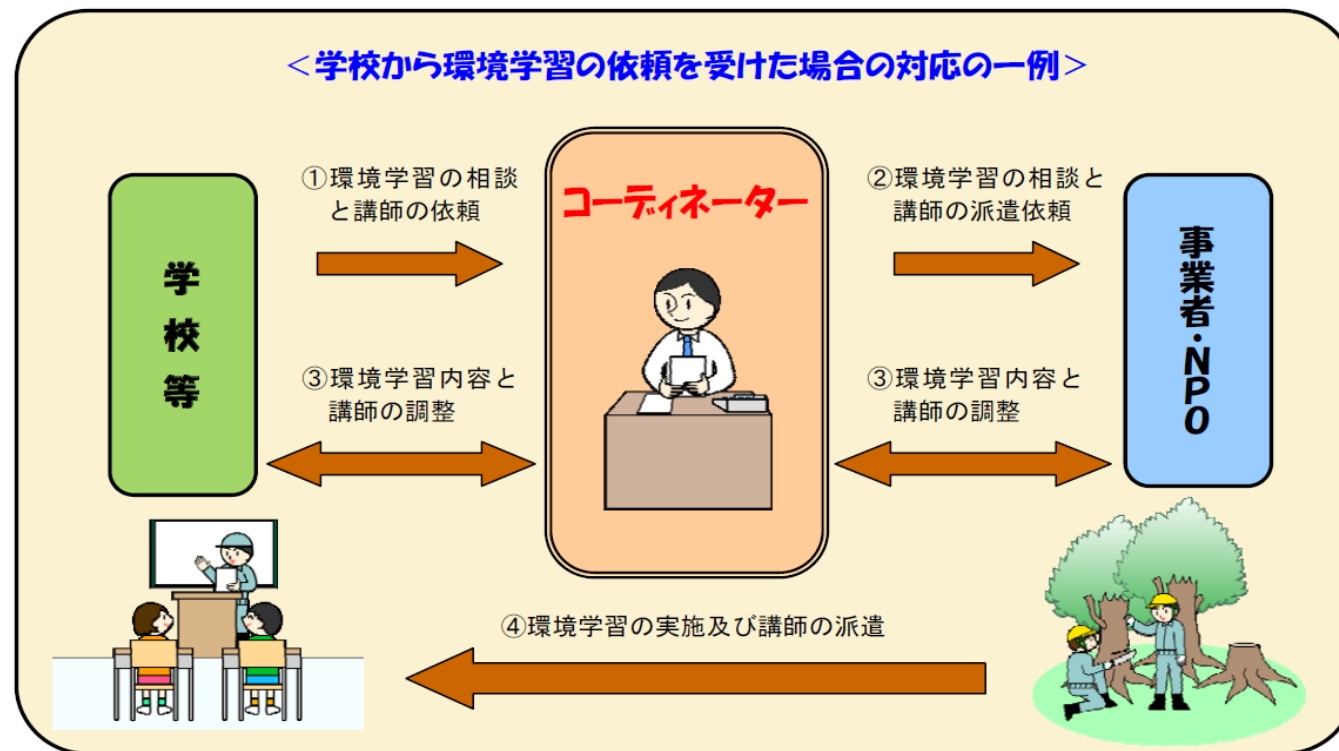 ＜学校から環境学習の依頼を受けた場合の対応の一例＞
①環境学習の相談
と講師の依頼
コーディネーター
②環境学習の相談と
講師の派遣依頼
学校等
事業者・NPO
③環境学習内容と
講師の調整
③環境学習内容と
講師の調整
④環境学習の実施及び講師の派遣